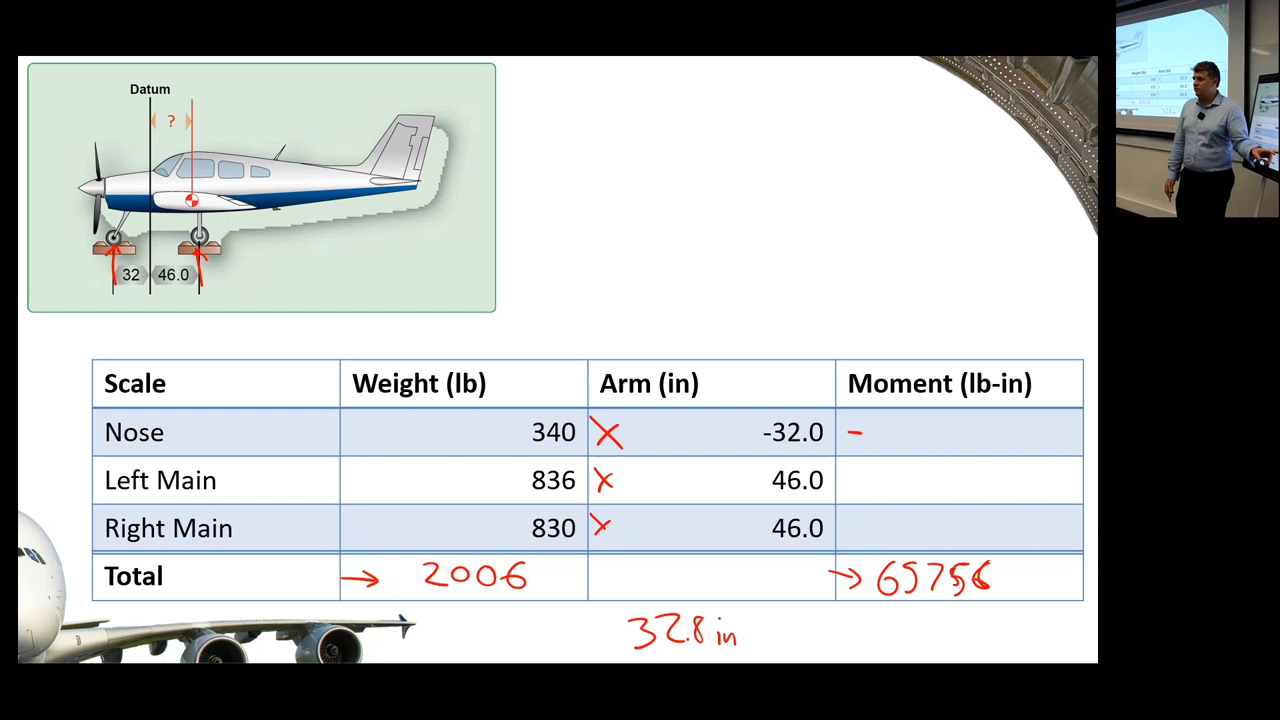 Datum
?
32 46.0
Scale Weight (lb) Arm (in) Moment (lb-in)
Nose 340 × -32.0 -
Left Main 836 × 46.0
Right Main 830 × 46.0
Total → 2006 → 65756
32.8 in